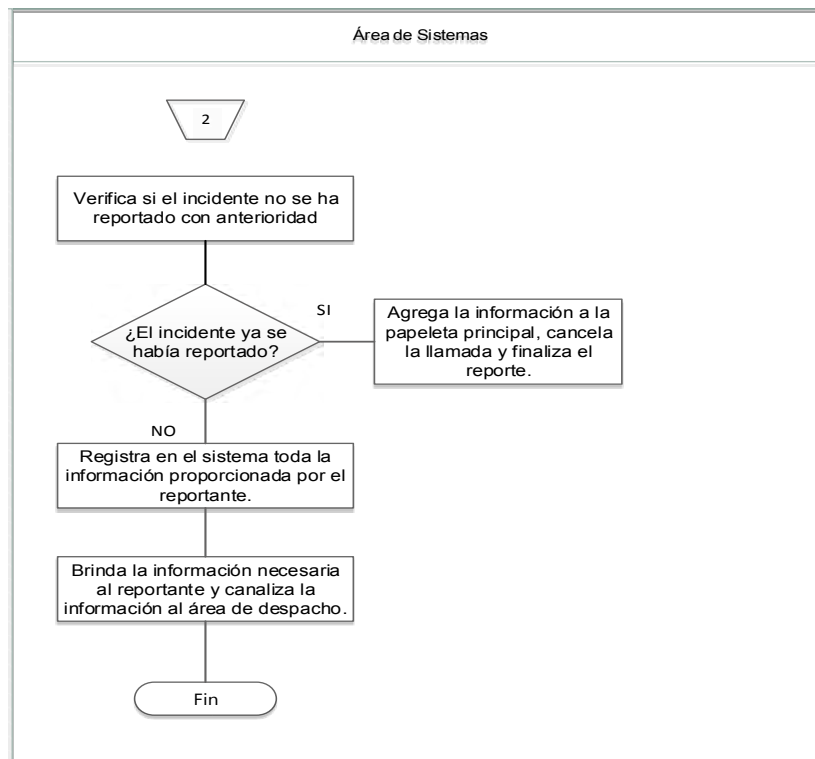 Área de Sistemas
2
Verifica si el incidente no se ha
reportado con anterioridad
¿El incidente ya se
había reportado?
SI
Agrega la información a la
papeleta principal, cancela
la llamada y finaliza el
reporte.
NO
Registra en el sistema toda la
información proporcionada por el
reportante.
Brinda la información necesaria
al reportante y canaliza la
información al área de despacho.
Fin